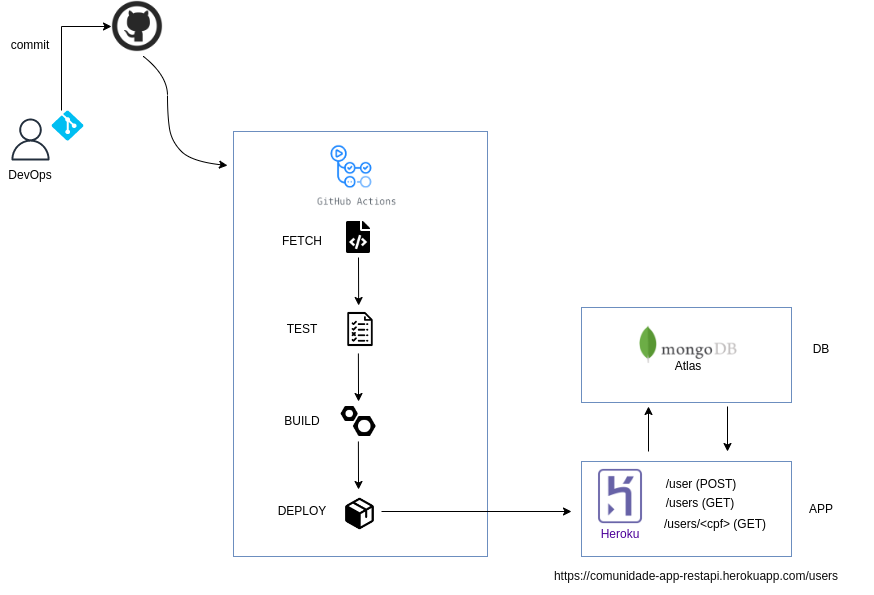 commit
DevOps
GitHub Actions
FETCH
TEST
BUILD
DEPLOY
mongoDB
Atlas
DB
Heroku
/user (POST)
/users (GET)
/users/<cpf> (GET)
APP
https://comunidade-app-restapi.herokuapp.com/users